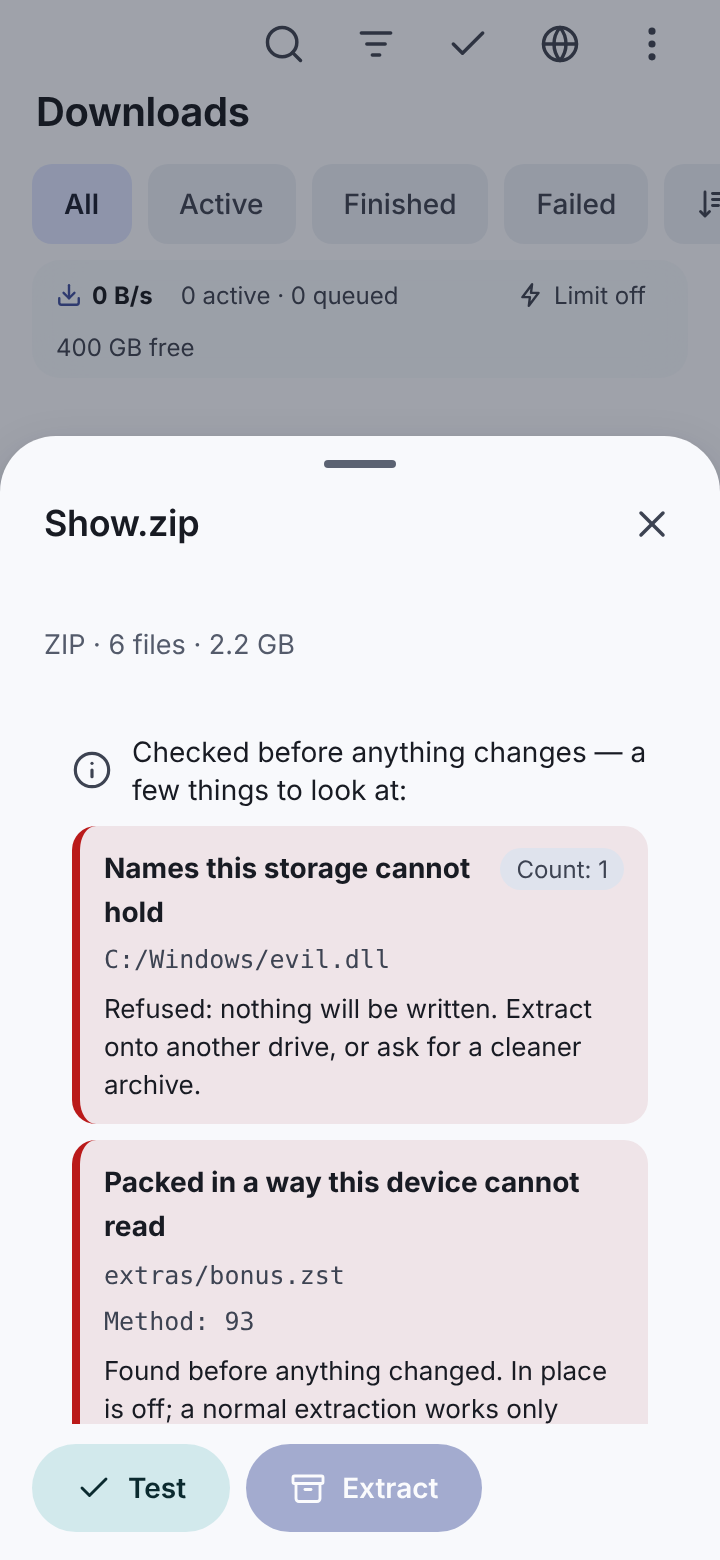 Downloads
All
Active
Finished
Failed
0 B/s 0 active · 0 queued Limit off
400 GB free
Show.zip
ZIP · 6 files · 2.2 GB
Checked before anything changes — a
few things to look at:
Names this storage cannot
hold
Count: 1
C:/Windows/evil.dll
Refused: nothing will be written. Extract
onto another drive, or ask for a cleaner
archive.
Packed in a way this device cannot
read
extras/bonus.zst
Method: 93
Found before anything changed. In place
is off; a normal extraction works only
Test
Extract